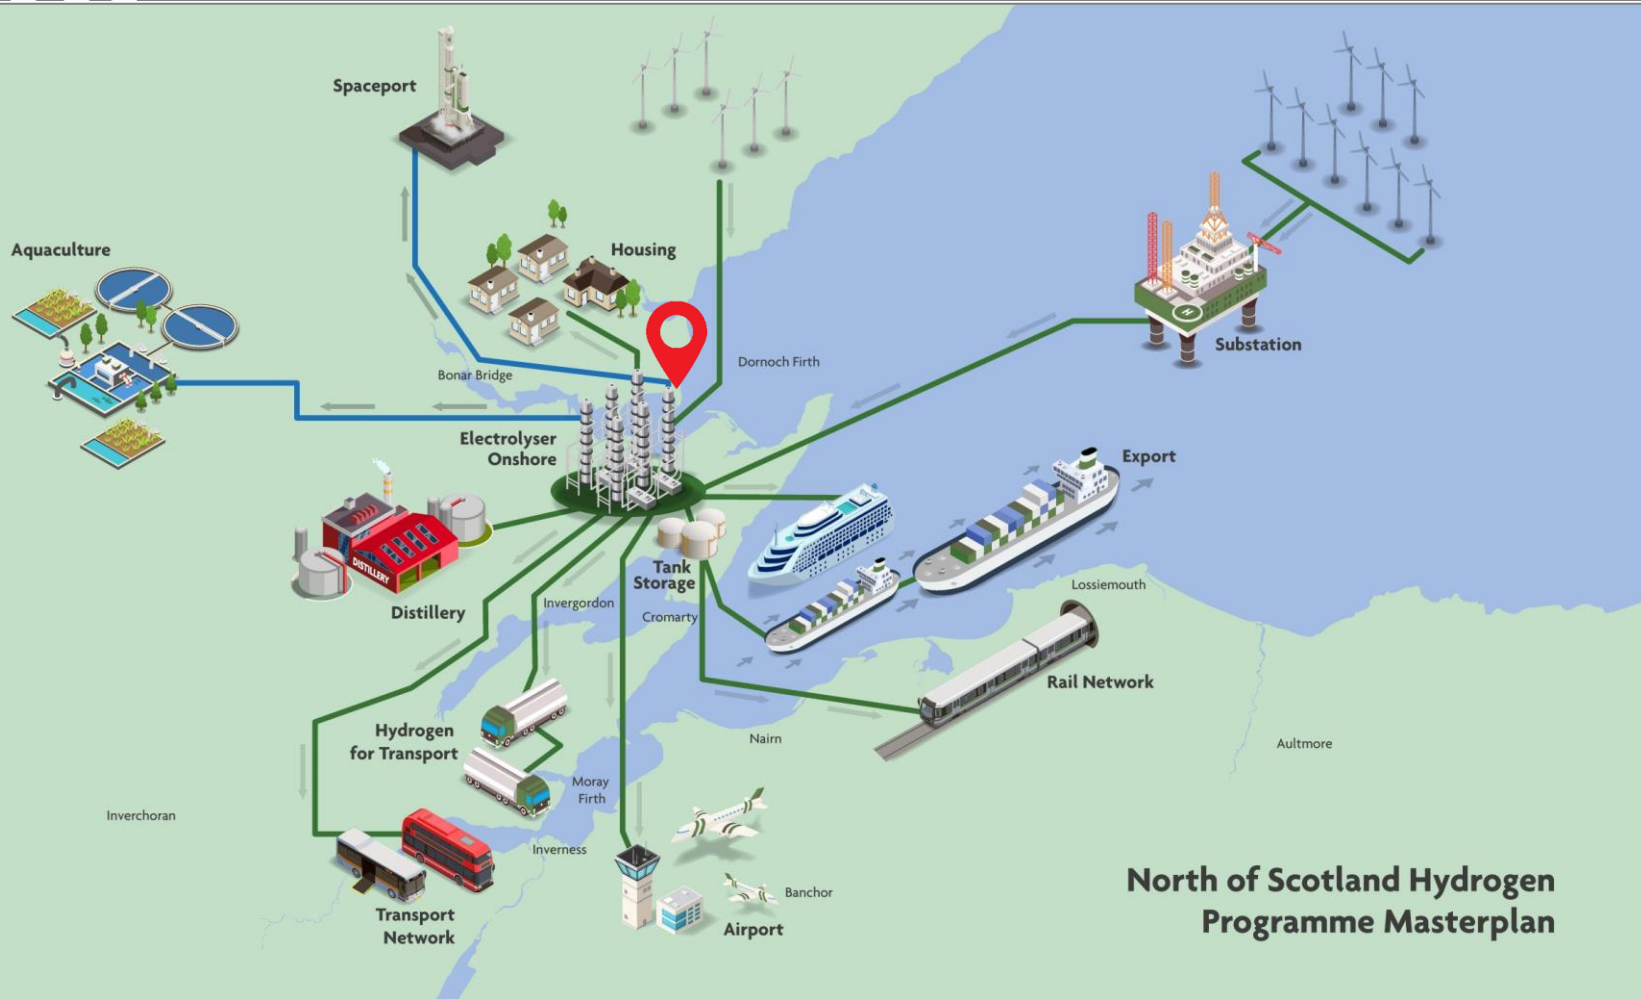 Spaceport
Aquaculture
Housing
Substation
Dornoch Firth
Bonar Bridge
Electrolyser
Onshore
Export
DISTILLERY
Distillery
Tank
Storage
Invergordon
Cromarty
Lossiemouth
Rail Network
Hydrogen
for Transport
Nairn
Aultmore
Moray
Firth
Inverchoran
Inverness
Banchor
Transport
Network
Airport
H
North of Scotland Hydrogen
Programme Masterplan